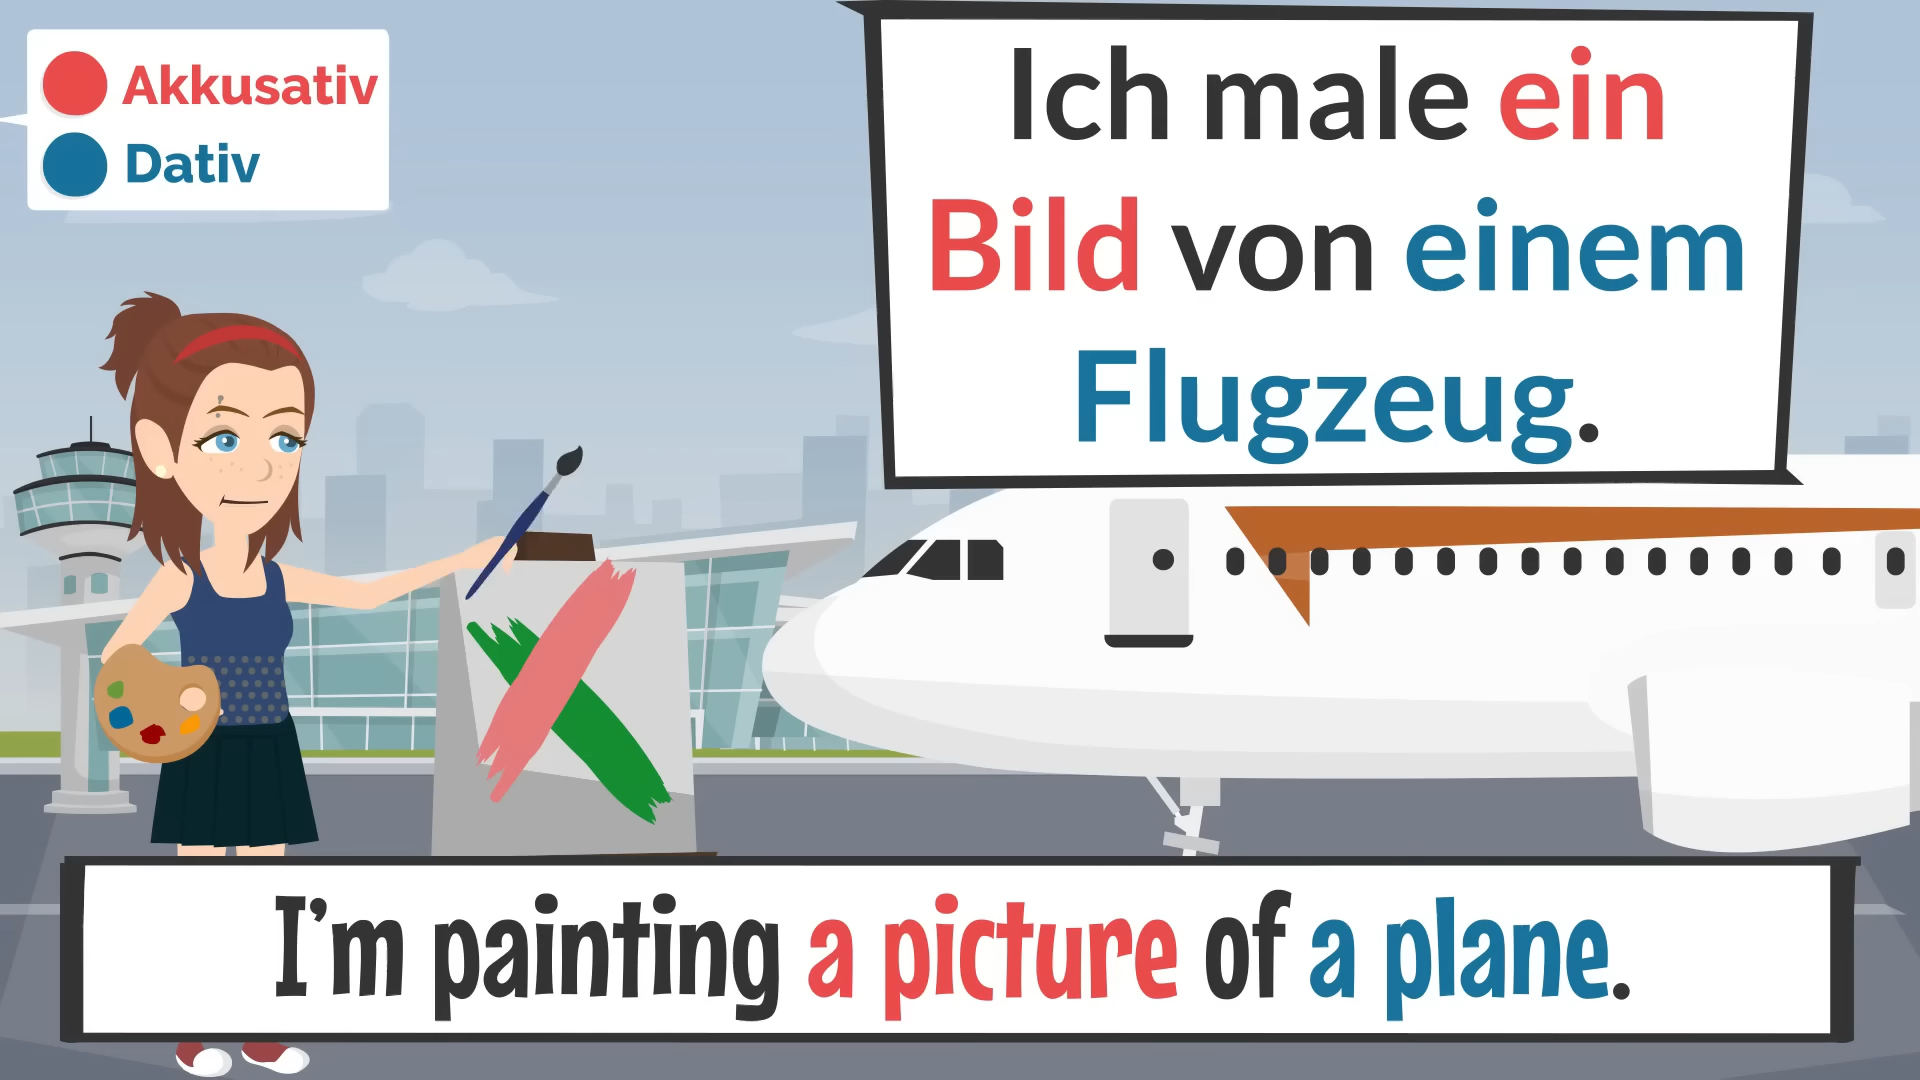 Akkusativ
Dativ
Ich male ein
Bild von einem
Flugzeug.
I'm painting a picture of a plane.